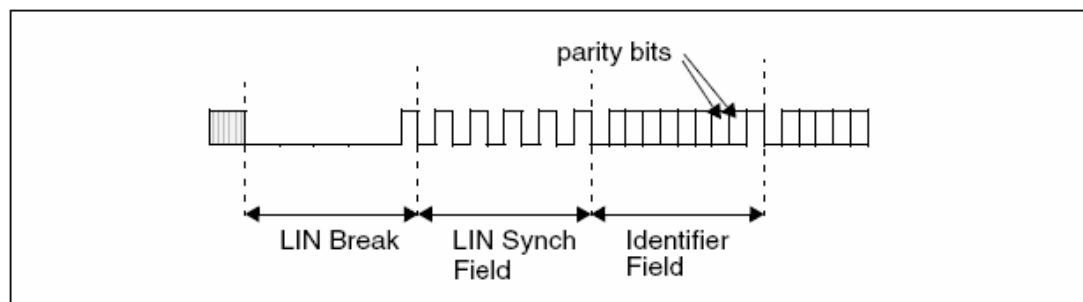 parity bits
LIN Break
LIN Synch
Field
Identifier
Field